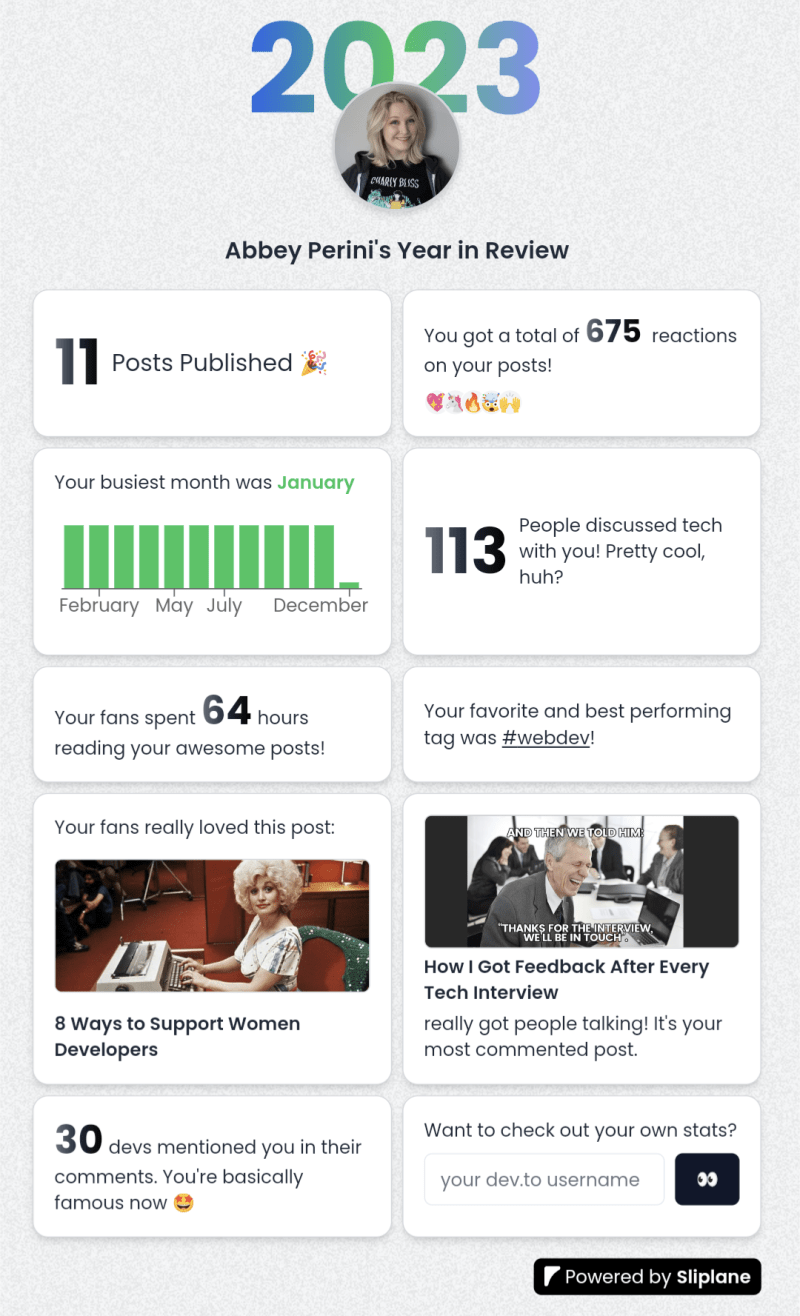 2023
CHARLY BLISS
Abbey Perini's Year in Review
11 Posts Published 🎉
You got a total of 675 reactions
on your posts!
💖🦄🔥🤯🙌
Your busiest month was January
February May July December
113 People discussed tech
with you! Pretty cool,
huh?
Your fans spent 64 hours
reading your awesome posts!
Your favorite and best performing
tag was #webdev!
Your fans really loved this post:
8 Ways to Support Women
Developers
AND THEN WE TOLD HIM:
"THANKS FOR THE INTERVIEW,
WE'LL BE IN TOUCH".
How I Got Feedback After Every
Tech Interview
really got people talking! It's your
most commented post.
30 devs mentioned you in their
comments. You're basically
famous now 🤩
Want to check out your own stats?
your dev.to username 👀
Powered by Sliplane